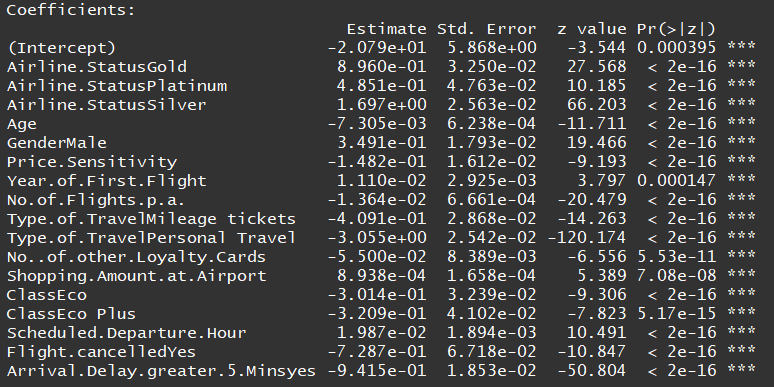 Coefficients:
Estimate Std. Error z value Pr(>|z|)
(Intercept) -2.079e+01 5.868e+00 -3.544 0.000395 ***
Airline.StatusGold 8.960e-01 3.250e-02 27.568 < 2e-16 ***
Airline.StatusPlatinum 4.851e-01 4.763e-02 10.185 < 2e-16 ***
Airline.StatusSilver 1.697e+00 2.563e-02 66.203 < 2e-16 ***
Age -7.305e-03 6.238e-04 -11.711 < 2e-16 ***
GenderMale 3.491e-01 1.793e-02 19.466 < 2e-16 ***
Price.Sensitivity -1.482e-01 1.612e-02 -9.193 < 2e-16 ***
Year.of.First.Flight 1.110e-02 2.925e-03 3.797 0.000147 ***
No.of.Flights.p.a. -1.364e-02 6.661e-04 -20.479 < 2e-16 ***
Type.of.TravelMileage tickets -4.091e-01 2.868e-02 -14.263 < 2e-16 ***
Type.of.TravelPersonal Travel -3.055e+00 2.542e-02 -120.174 < 2e-16 ***
No..of.other.Loyalty.Cards -5.500e-02 8.389e-03 -6.556 5.53e-11 ***
Shopping.Amount.at.Airport 8.938e-04 1.658e-04 5.389 7.08e-08 ***
ClassEco -3.014e-01 3.239e-02 -9.306 < 2e-16 ***
ClassEco Plus -3.209e-01 4.102e-02 -7.823 5.17e-15 ***
Scheduled.Departure.Hour 1.987e-02 1.894e-03 10.491 < 2e-16 ***
Flight.cancelledYes -7.287e-01 6.718e-02 -10.847 < 2e-16 ***
Arrival.Delay.greater.5.Minsyes -9.415e-01 1.853e-02 -50.804 < 2e-16 ***